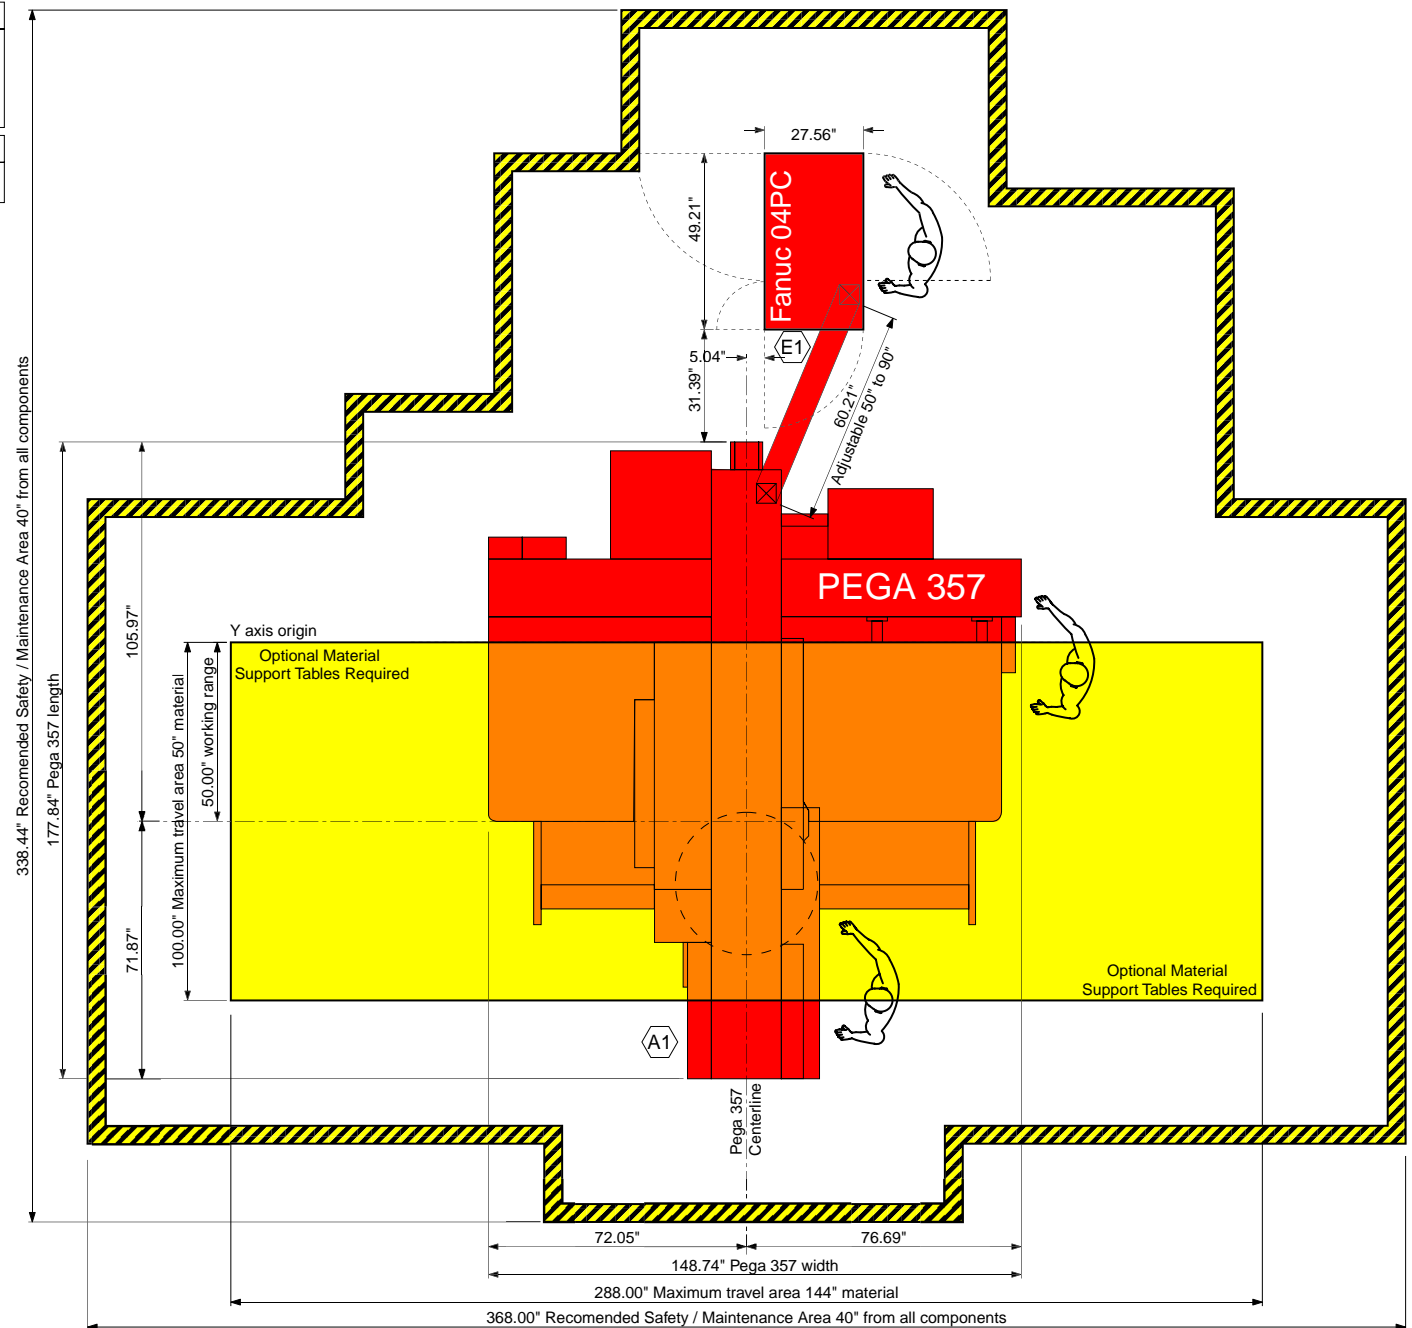 27.56"
Fanuc 04PC
49.21"
E1
5.04"
31.39"
60.21"
Adjustable 50" to 90"
338.44" Recomended Safety / Maintenance Area 40" from all components
177.84" Pega 357 length
105.97"
71.87"
PEGA 357
Y axis origin
Optional Material
Support Tables Required
100.00" Maximum travel area 50" material
50.00" working range
Optional Material
Support Tables Required
A1
Pega 357
Centerline
72.05"
76.69"
148.74" Pega 357 width
288.00" Maximum travel area 144" material
368.00" Recomended Safety / Maintenance Area 40" from all components